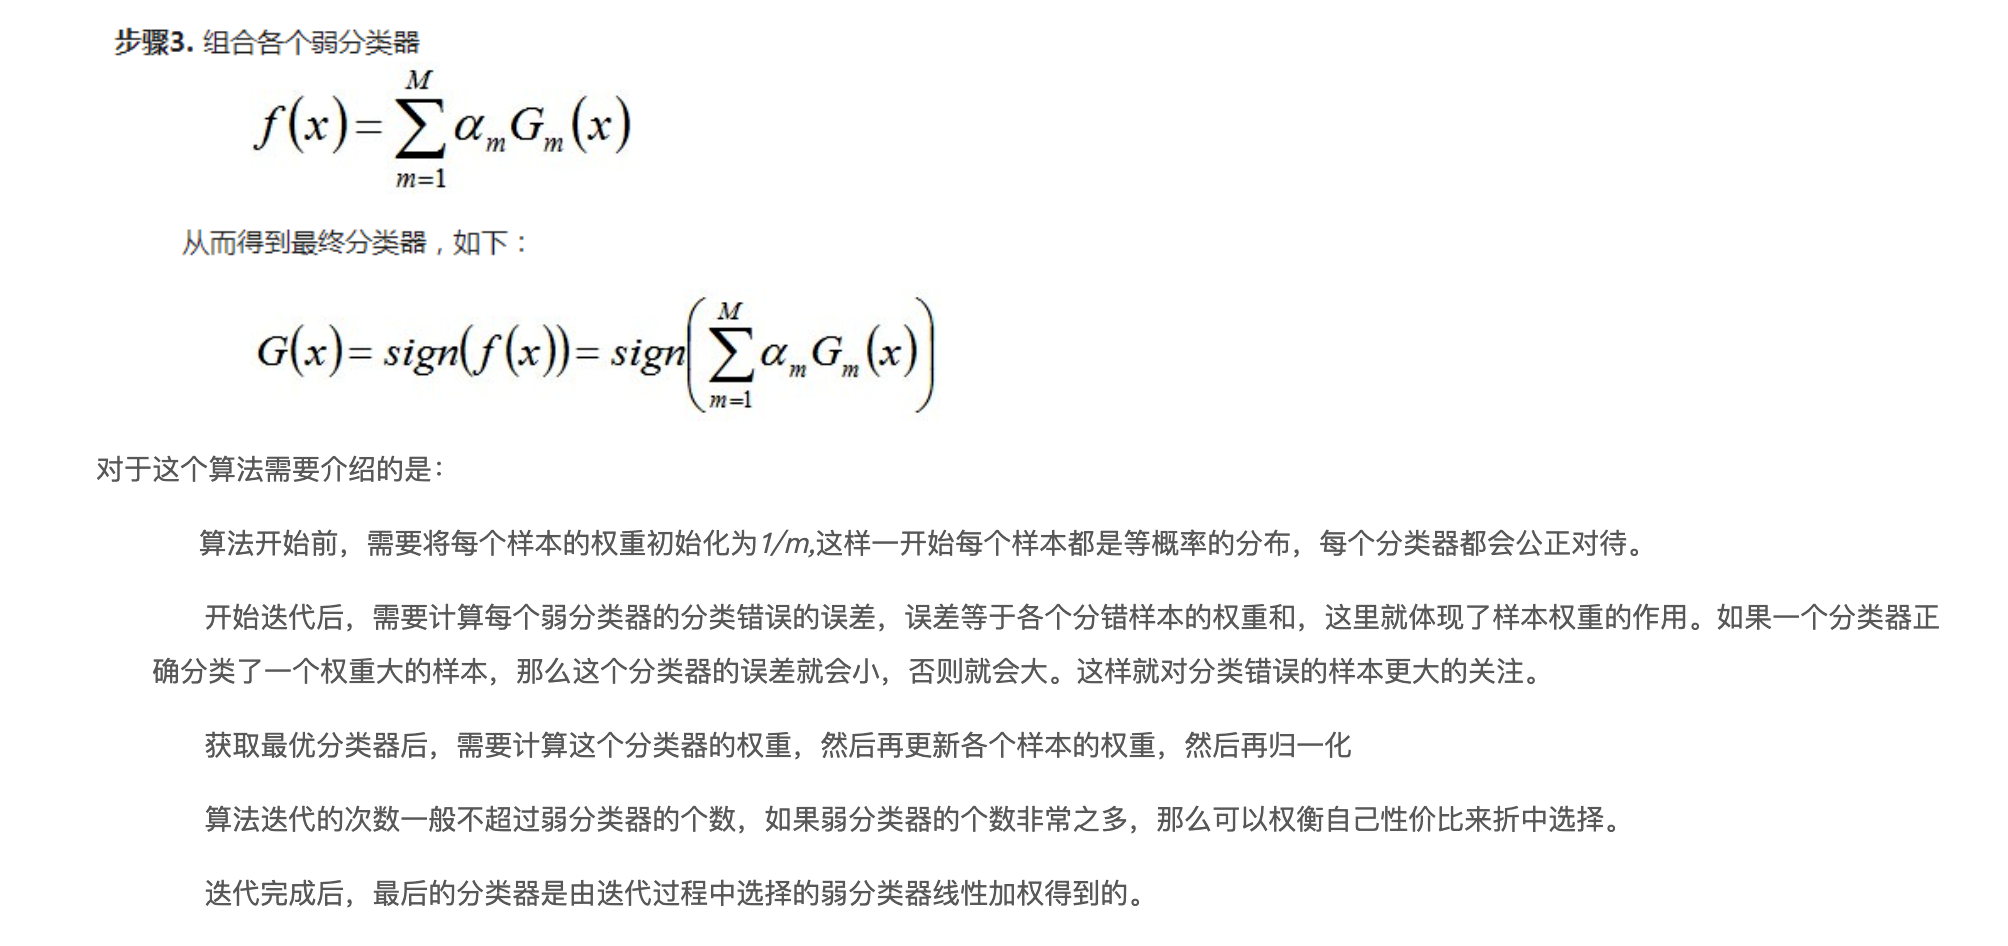 步骤3. 组合各个弱分类器
f(x)=∑_{m=1}^{M} α_m G_m(x)
从而得到最终分类器，如下：
G(x)=sign(f(x))=sign(∑_{m=1}^{M} α_m G_m(x))
对于这个算法需要介绍的是：
算法开始前，需要将每个样本的权重初始化为1/m,这样一开始每个样本都是等概率的分布，每个分类器都会公正对待。
开始迭代后，需要计算每个弱分类器的分类错误的误差，误差等于各个分错样本的权重和，这里就体现了样本权重的作用。如果一个分类器正
确分类了一个权重大的样本，那么这个分类器的误差就会小，否则就会大。这样就对分类错误的样本更大的关注。
获取最优分类器后，需要计算这个分类器的权重，然后再更新各个样本的权重，然后再归一化
算法迭代的次数一般不超过弱分类器的个数，如果弱分类器的个数非常之多，那么可以权衡自己性价比来折中选择。
迭代完成后，最后的分类器是由迭代过程中选择的弱分类器线性加权得到的。